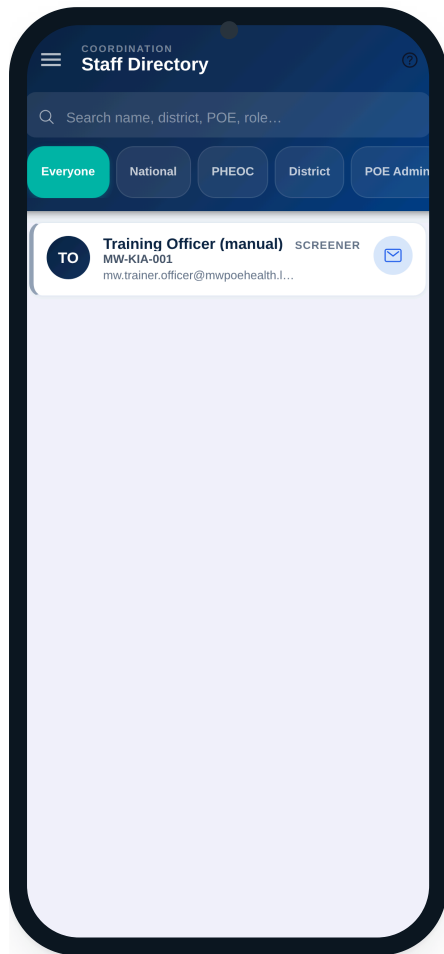 COORDINATION
Staff Directory
?
Search name, district, POE, role…
Everyone National PHEOC District POE Admin
Training Officer (manual) SCREENER
TO
MW-KIA-001
mw.trainer.officer@mwpoehealth.l…